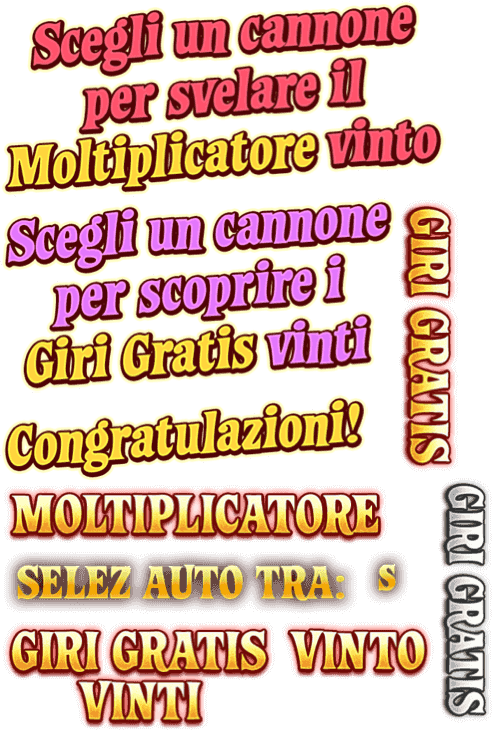 Scegli un cannone
per svelare il
Moltiplicatore vinto
Scegli un cannone
per scoprire i
Giri Gratis vinti
GIRI GRATIS
Congratulazioni!
MOLTIPLICATORE
SELEZ AUTO TRA: S
GIRI GRATIS VINTO
VINTI
GIRI GRATIS